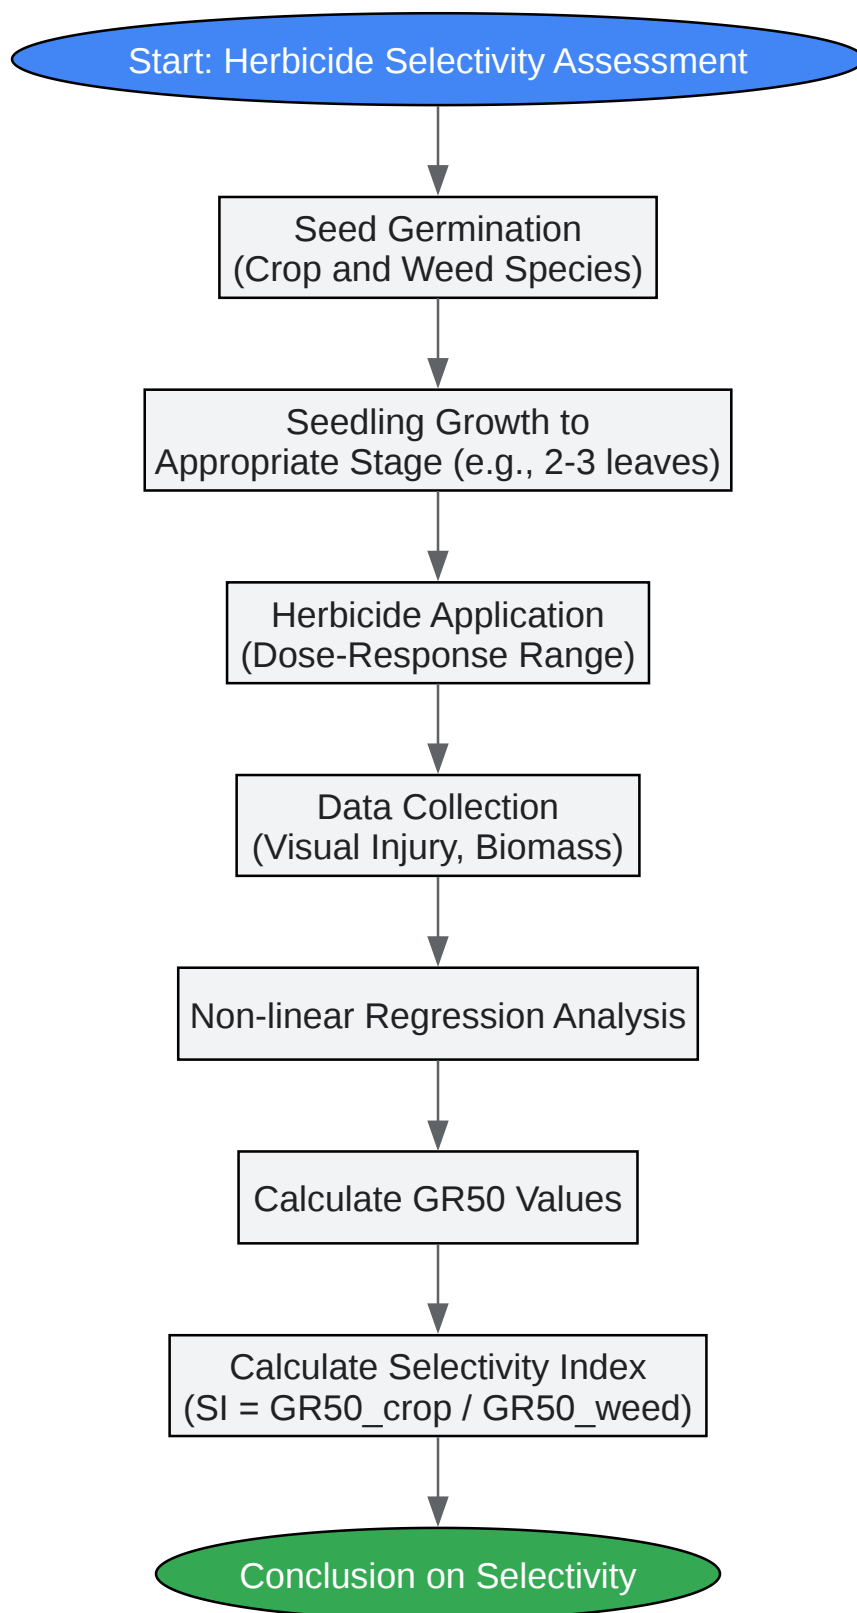 Start: Herbicide Selectivity Assessment
Seed Germination
(Crop and Weed Species)
Seedling Growth to
Appropriate Stage (e.g., 2-3 leaves)
Herbicide Application
(Dose-Response Range)
Data Collection
(Visual Injury, Biomass)
Non-linear Regression Analysis
Calculate GR50 Values
Calculate Selectivity Index
(SI = GR50_crop / GR50_weed)
Conclusion on Selectivity